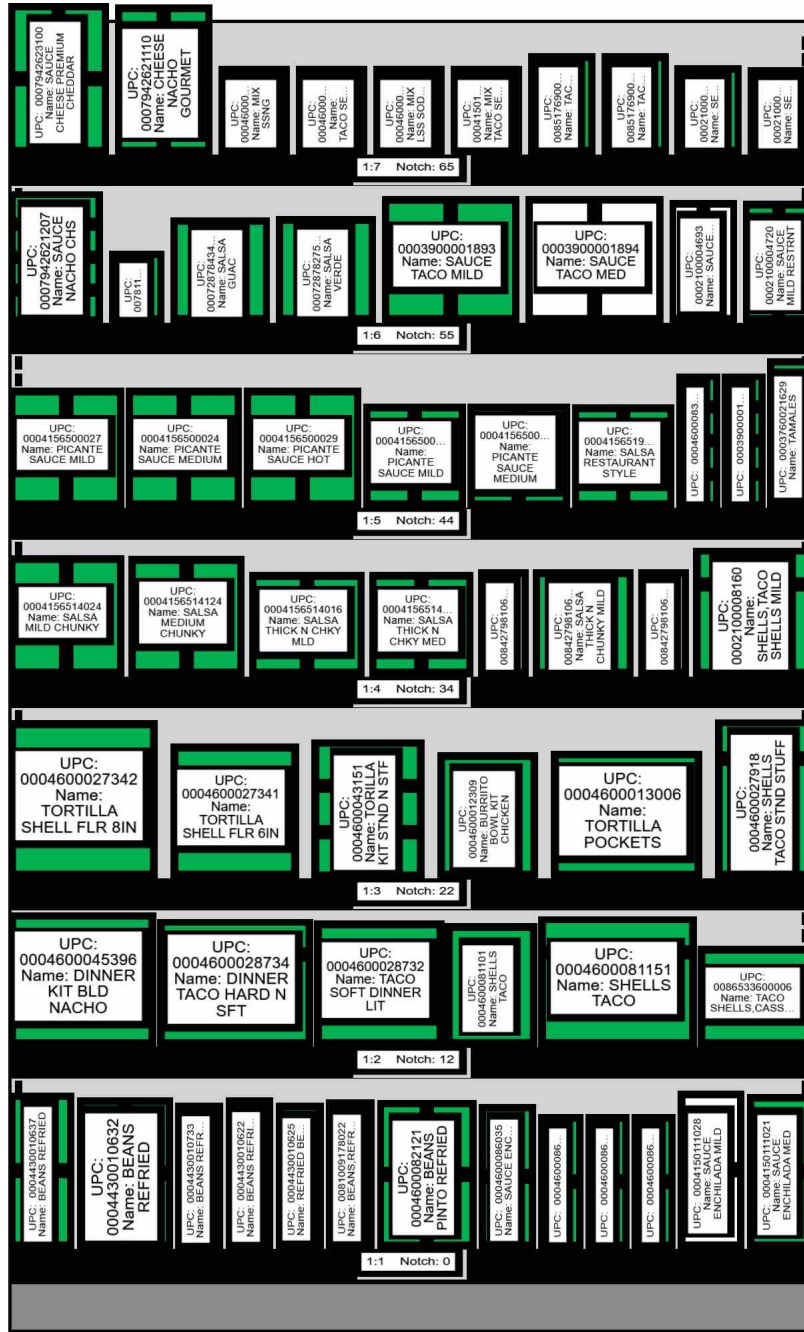 UPC: 0007942623100
Name: SAUCE
CHEESE PREMIUM
CHEDDAR
UPC:
0007942621110
Name: CHEESE
NACHO
GOURMET
UPC:
00046000...
Name: MIX
SSNG
UPC:
00046000...
Name:
TACO SE...
UPC:
00046000...
Name: MIX
LSS SOD...
UPC:
00041501...
Name: MIX
TACO SE...
UPC:
0085176900...
Name: TAC...
UPC:
0085176900...
Name: TAC...
UPC:
00021000...
Name: SE...
UPC:
00021000...
Name: SE...
1:7 Notch: 65
UPC:
0007942621207
Name: SAUCE
NACHO CHS
UPC:
007811...
UPC:
00072878434...
Name: SALSA
GUAC
UPC:
00072878275...
Name: SALSA
VERDE
UPC:
0003900001893
Name: SAUCE
TACO MILD
UPC:
0003900001894
Name: SAUCE
TACO MED
UPC:
0002100004693
Name: SAUCE...
UPC:
0002100004720
Name: SAUCE
MILD RESTRNT
1:6 Notch: 55
UPC:
0004156500027
Name: PICANTE
SAUCE MILD
UPC:
0004156500024
Name: PICANTE
SAUCE MEDIUM
UPC:
0004156500029
Name: PICANTE
SAUCE HOT
UPC:
0004156500...
Name:
PICANTE
SAUCE MILD
UPC:
0004156500...
Name:
PICANTE
SAUCE
MEDIUM
UPC:
0004156519...
Name: SALSA
RESTAURANT
STYLE
UPC: 0004600083...
UPC: 0003900001...
UPC: 0003760021629
Name: TAMALES
1:5 Notch: 44
UPC:
0004156514024
Name: SALSA
MILD CHUNKY
UPC:
0004156514124
Name: SALSA
MEDIUM
CHUNKY
UPC:
0004156514016
Name: SALSA
THICK N CHKY
MLD
UPC:
0004156514...
Name: SALSA
THICK N
CHKY MED
UPC:
00842798106...
UPC:
00842798106...
Name: SALSA
THICK N
CHUNKY MILD
UPC:
00842798106...
UPC:
0002100008160
Name:
SHELLS,TACO
SHELLS MILD
1:4 Notch: 34
UPC:
0004600027342
Name:
TORTILLA
SHELL FLR 8IN
UPC:
0004600027341
Name:
TORTILLA
SHELL FLR 6IN
UPC:
0004600043151
Name: TORILLA
KIT STND N STF
UPC:
0004600012309
Name: BURRIITO
BOWL KIT
CHICKEN
UPC:
0004600013006
Name:
TORTILLA
POCKETS
UPC:
0004600027918
Name: SHELLS
TACO STND STUFF
1:3 Notch: 22
UPC:
0004600045396
Name: DINNER
KIT BLD
NACHO
UPC:
0004600028734
Name: DINNER
TACO HARD N
SFT
UPC:
0004600028732
Name: TACO
SOFT DINNER
LIT
UPC:
0004600081101
Name: SHELLS
TACO
UPC:
0004600081151
Name: SHELLS
TACO
UPC:
0086533600006
Name: TACO
SHELLS,CASS...
1:2 Notch: 12
UPC: 0004430010637
Name: BEANS REFRIED
UPC:
0004430010632
Name: BEANS
REFRIED
UPC: 0004430010733
Name: BEANS REFR...
UPC: 0004430010622
Name: BEANS REFRI...
UPC: 0004430010625
Name: REFRIED BE...
UPC: 0081009178022
Name: BEANS,REFR...
UPC:
0004600082121
Name: BEANS
PINTO REFRIED
UPC: 0004600086035
Name: SAUCE ENC...
UPC: 0004600086...
UPC: 0004600086...
UPC: 0004600086...
UPC: 0004150111028
Name: SAUCE
ENCHILADA MILD
UPC: 0004150111021
Name: SAUCE
ENCHILADA MED
1:1 Notch: 0